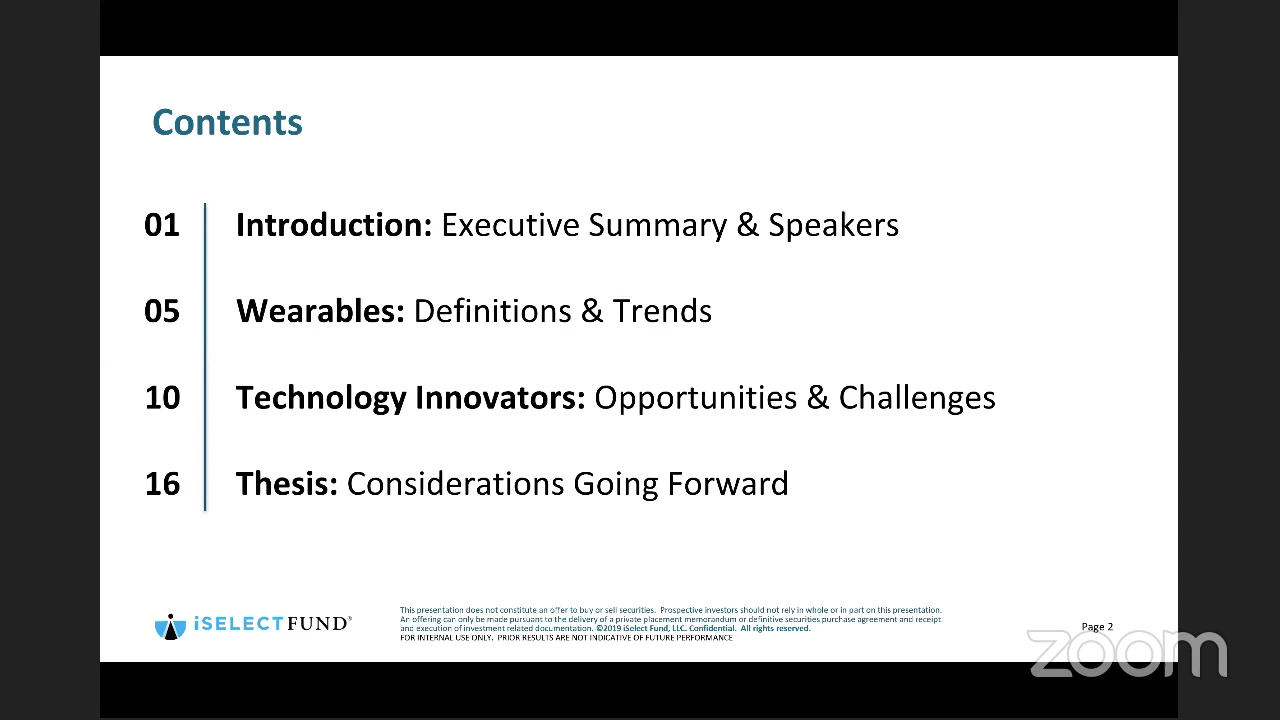 Contents
01 Introduction: Executive Summary & Speakers
05 Wearables: Definitions & Trends
10 Technology Innovators: Opportunities & Challenges
16 Thesis: Considerations Going Forward
iSELECT FUND®
This presentation does not constitute an offer to buy or sell securities. Prospective investors should not rely in whole or in part on this presentation.
An offering can only be made pursuant to the delivery of a private placement memorandum or definitive securities purchase agreement and receipt
and execution of investment related documentation. ©2019 iSelect Fund, LLC. Confidential. All rights reserved.
FOR INTERNAL USE ONLY. PRIOR RESULTS ARE NOT INDICATIVE OF FUTURE PERFORMANCE
Page 2
zoom